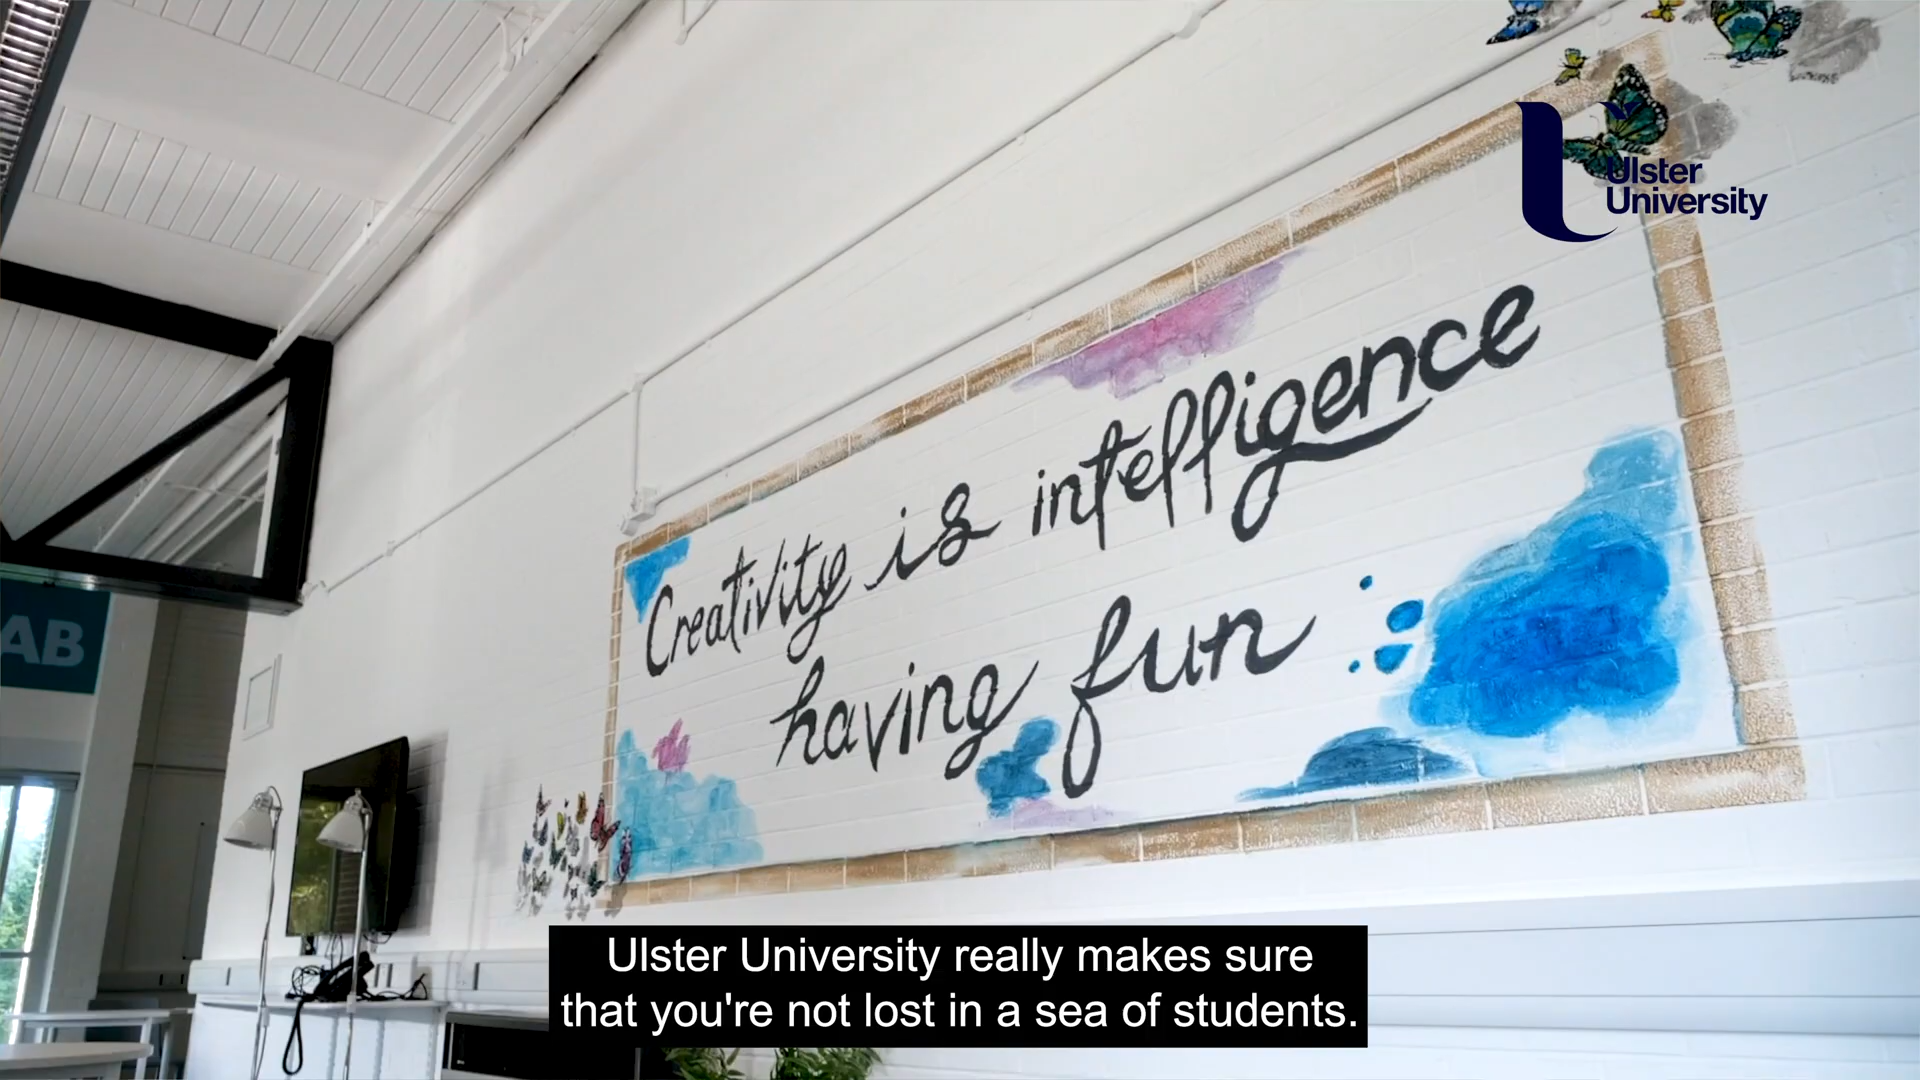 Ulster
University
Creativity is intelligence
having fun
AB
Ulster University really makes sure
that you're not lost in a sea of students.